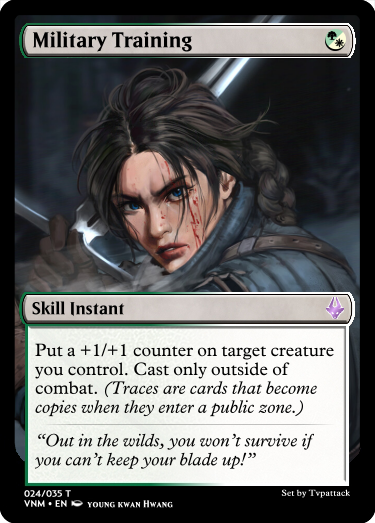 Military Training
Skill Instant
Put a +1/+1 counter on target creature
you control. Cast only outside of
combat. (Traces are cards that become
copies when they enter a public zone.)
“Out in the wilds, you won’t survive if
you can’t keep your blade up!”
024/035 T
Set by Tvpattack
VNM • EN YOUNG KWAN HWANG